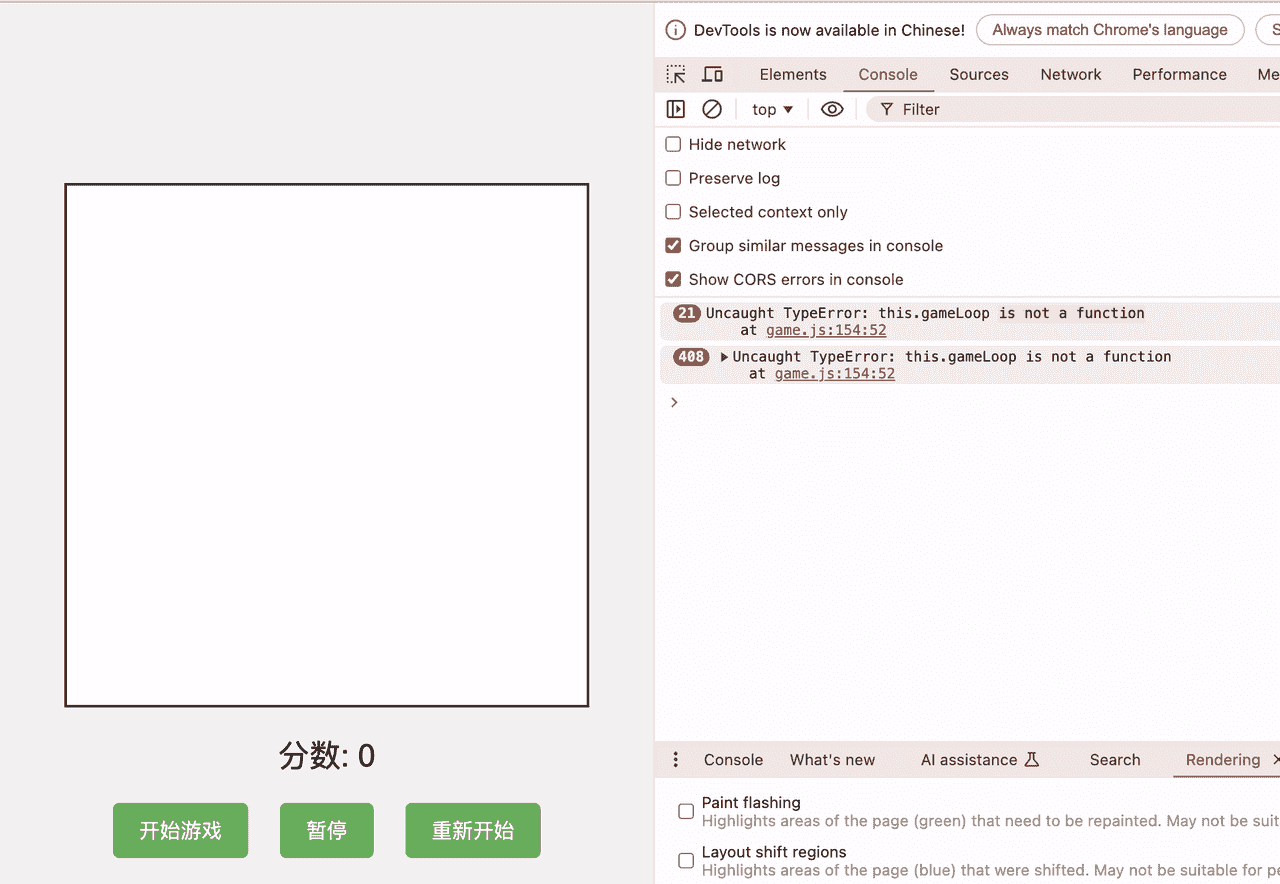 DevTools is now available in Chinese! Always match Chrome's language
Elements Console Sources Network Performance
top Filter
Hide network
Preserve log
Selected context only
Group similar messages in console
Show CORS errors in console
21 Uncaught TypeError: this.gameLoop is not a function
at game.js:154:52
408 Uncaught TypeError: this.gameLoop is not a function
at game.js:154:52
分数: 0
开始游戏 暂停 重新开始
Console What's new AI assistance Search Rendering
Paint flashing
Highlights areas of the page (green) that need to be repainted. May not be
Layout shift regions
Highlights areas of the page (blue) that were shifted. May not be suitable for